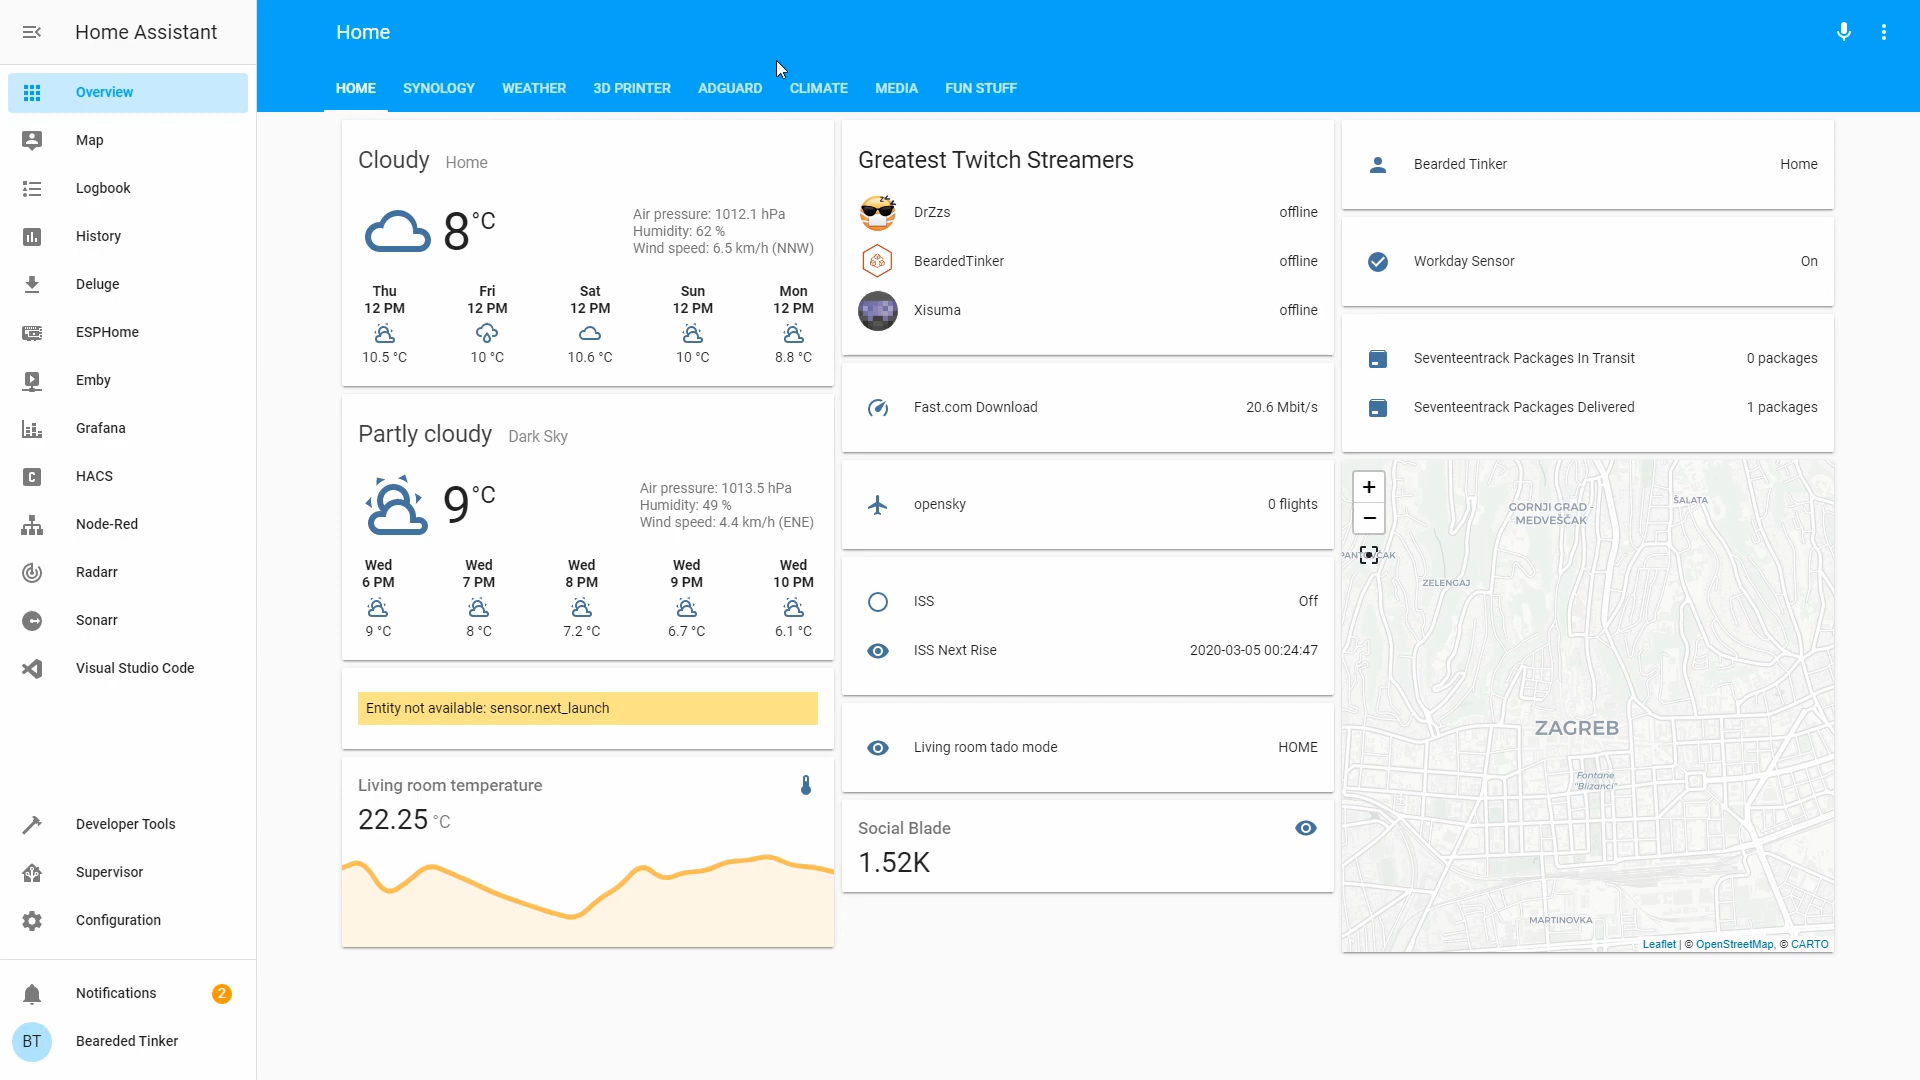 Home Assistant
Overview
Map
Logbook
History
Deluge
ESPHome
Emby
Grafana
HACS
Node-Red
Radarr
Sonarr
Visual Studio Code
Developer Tools
Supervisor
Configuration
Notifications 2
BT Beareded Tinker
Home
HOME SYNOLOGY WEATHER 3D PRINTER ADGUARD CLIMATE MEDIA FUN STUFF
Cloudy Home
8 °C
Air pressure: 1012.1 hPa
Humidity: 62 %
Wind speed: 6.5 km/h (NNW)
Thu Fri Sat Sun Mon
12 PM 12 PM 12 PM 12 PM 12 PM
10.5 °C 10 °C 10.6 °C 10 °C 8.8 °C
Partly cloudy Dark Sky
9 °C
Air pressure: 1013.5 hPa
Humidity: 49 %
Wind speed: 4.4 km/h (ENE)
Wed Wed Wed Wed Wed
6 PM 7 PM 8 PM 9 PM 10 PM
9 °C 8 °C 7.2 °C 6.7 °C 6.1 °C
Entity not available: sensor.next_launch
Living room temperature
22.25 °C
Greatest Twitch Streamers
DrZzs offline
BeardedTinker offline
Xisuma offline
Fast.com Download 20.6 Mbit/s
opensky 0 flights
ISS Off
ISS Next Rise 2020-03-05 00:24:47
Living room tado mode HOME
Social Blade
1.52K
Bearded Tinker Home
Workday Sensor On
Seventeentrack Packages In Transit 0 packages
Seventeentrack Packages Delivered 1 packages
+
−
ŠALATA
GORNJI GRAD -
MEDVEŠČAK
ZELENGAJ
ZAGREB
Fontane
"Blizanci"
MARTINOVKA
Leaflet | © OpenStreetMap, © CARTO